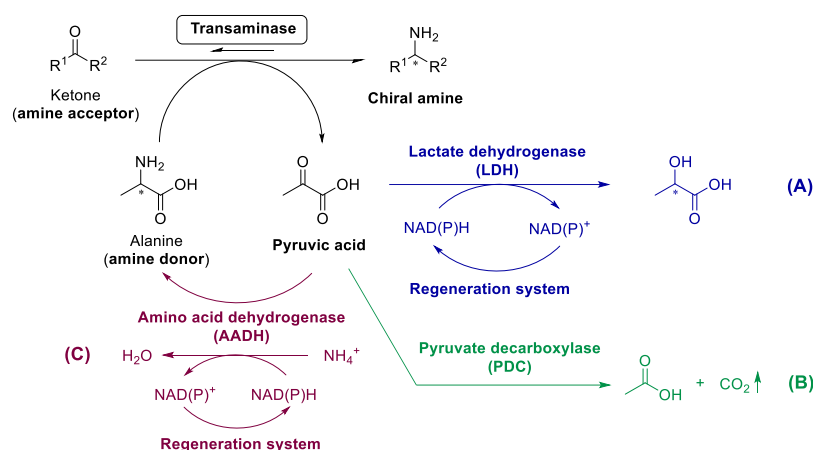 Transaminase
O
R1 R2
NH2
R1 * R2
Ketone
(amine acceptor)
Chiral amine
NH2
OH
*
O
Alanine
(amine donor)
O
OH
O
Pyruvic acid
Lactate dehydrogenase
(LDH)
NAD(P)H NAD(P)+
Regeneration system
OH
OH
*
O
(A)
Amino acid dehydrogenase
(AADH)
(C) H2O NH4+
NAD(P)+ NAD(P)H
Regeneration system
Pyruvate decarboxylase
(PDC)
O
OH
+ CO2 (B)